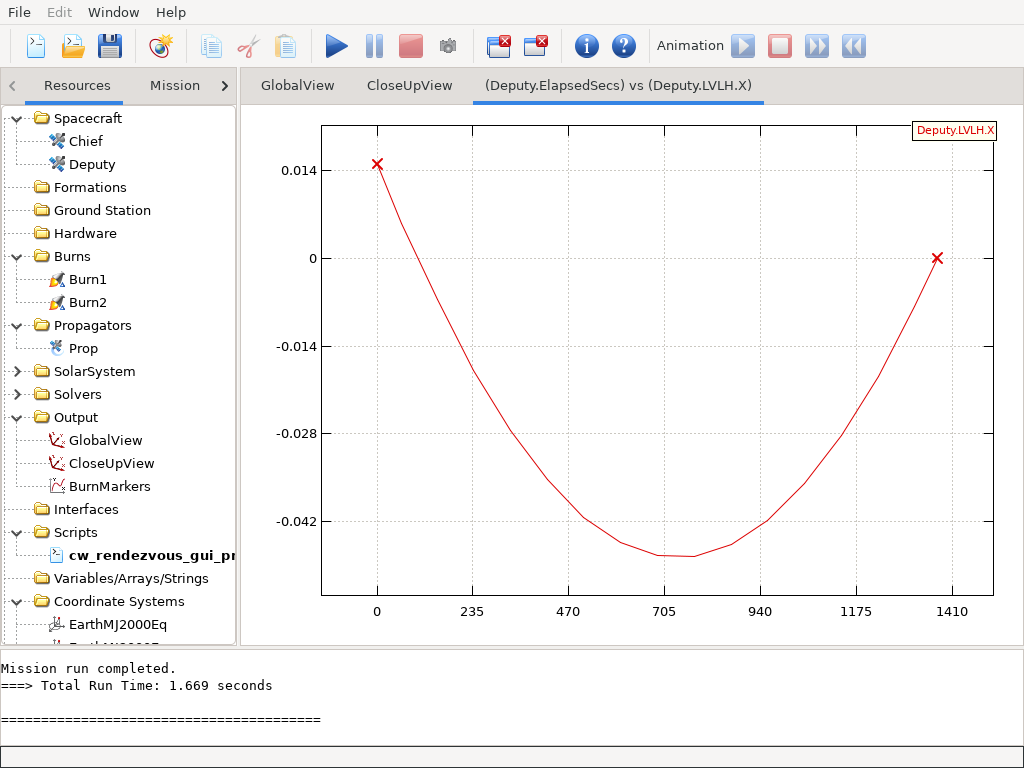 File Edit Window Help
Animation
Resources Mission
GlobalView CloseUpView (Deputy.ElapsedSecs) vs (Deputy.LVLH.X)
Spacecraft
Chief
Deputy
Formations
Ground Station
Hardware
Burns
Burn1
Burn2
Propagators
Prop
SolarSystem
Solvers
Output
GlobalView
CloseUpView
BurnMarkers
Interfaces
Scripts
cw_rendezvous_gui_pr
Variables/Arrays/Strings
Coordinate Systems
EarthMJ2000Eq
Deputy.LVLH.X
0.014
0
-0.014
-0.028
-0.042
0 235 470 705 940 1175 1410
Mission run completed.
===> Total Run Time: 1.669 seconds
========================================